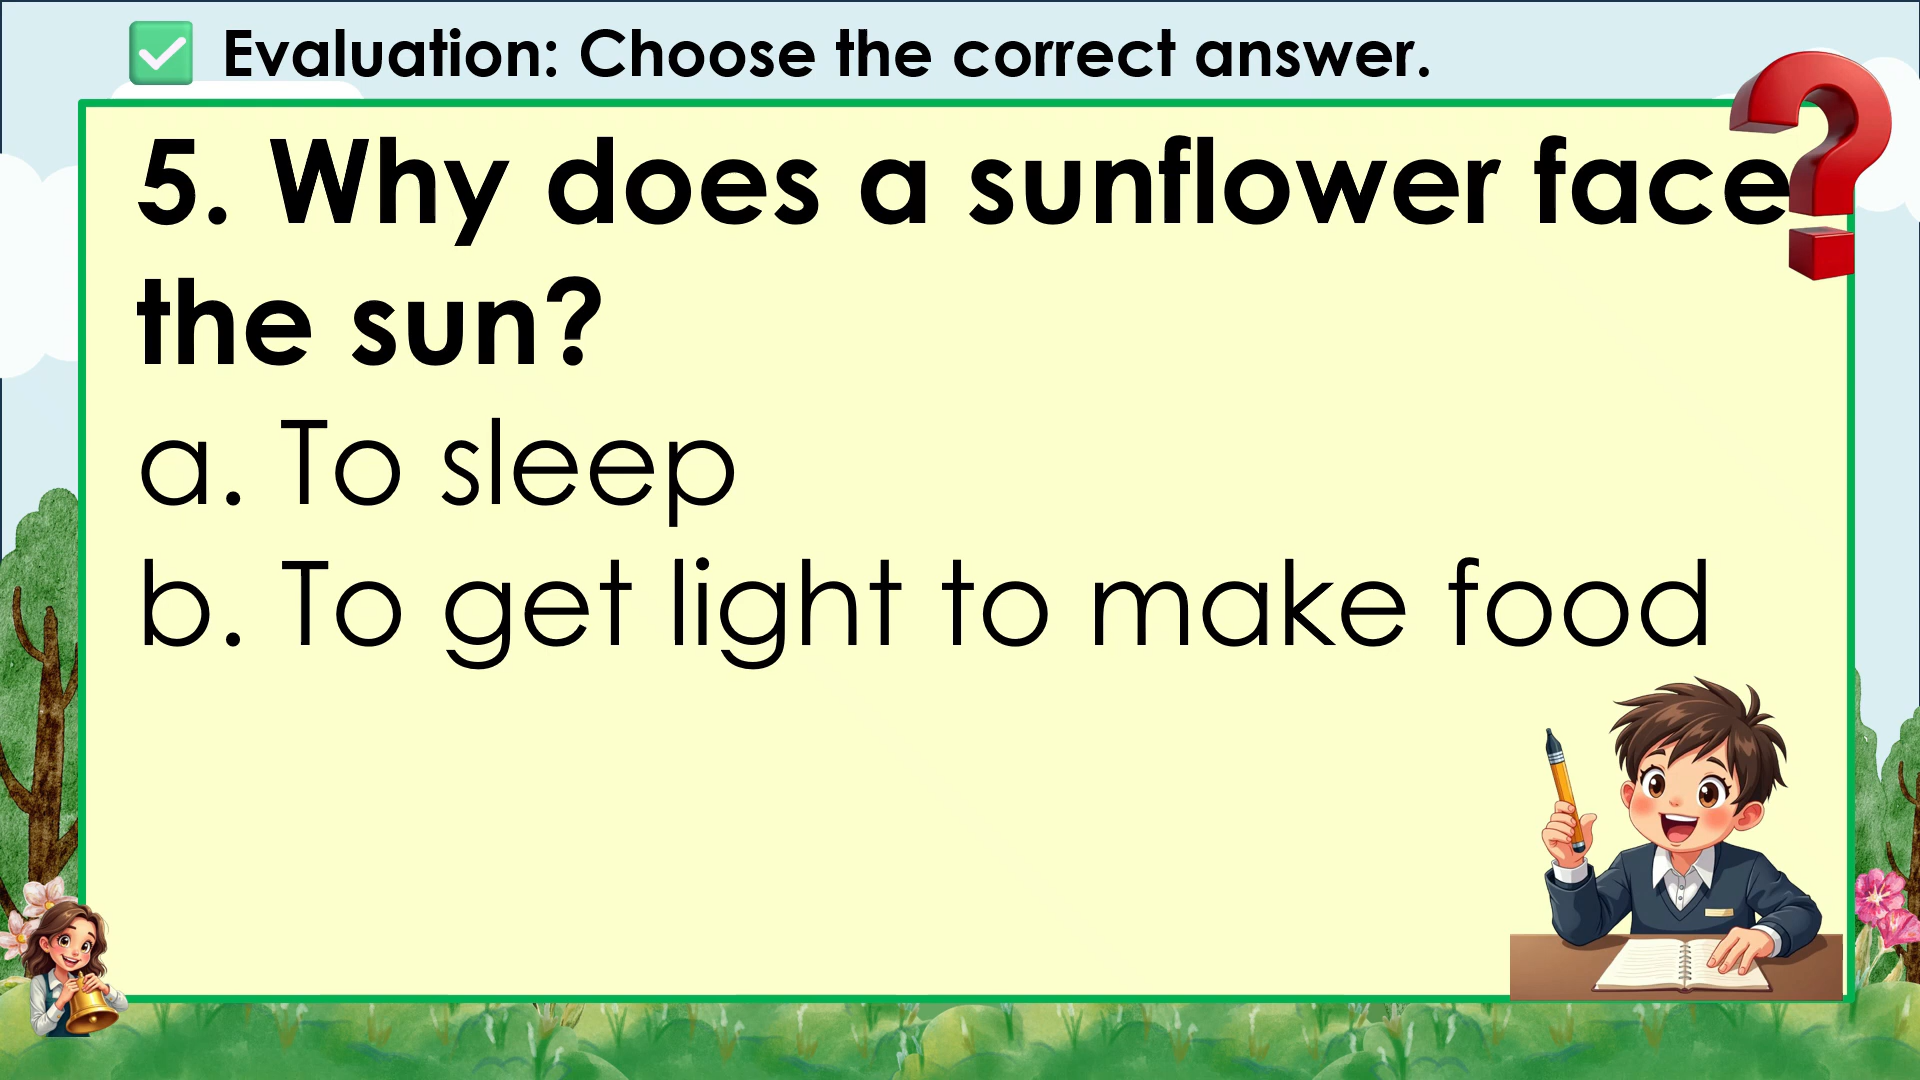 Evaluation: Choose the correct answer.
5. Why does a sunflower face
the sun?
a. To sleep
b. To get light to make food